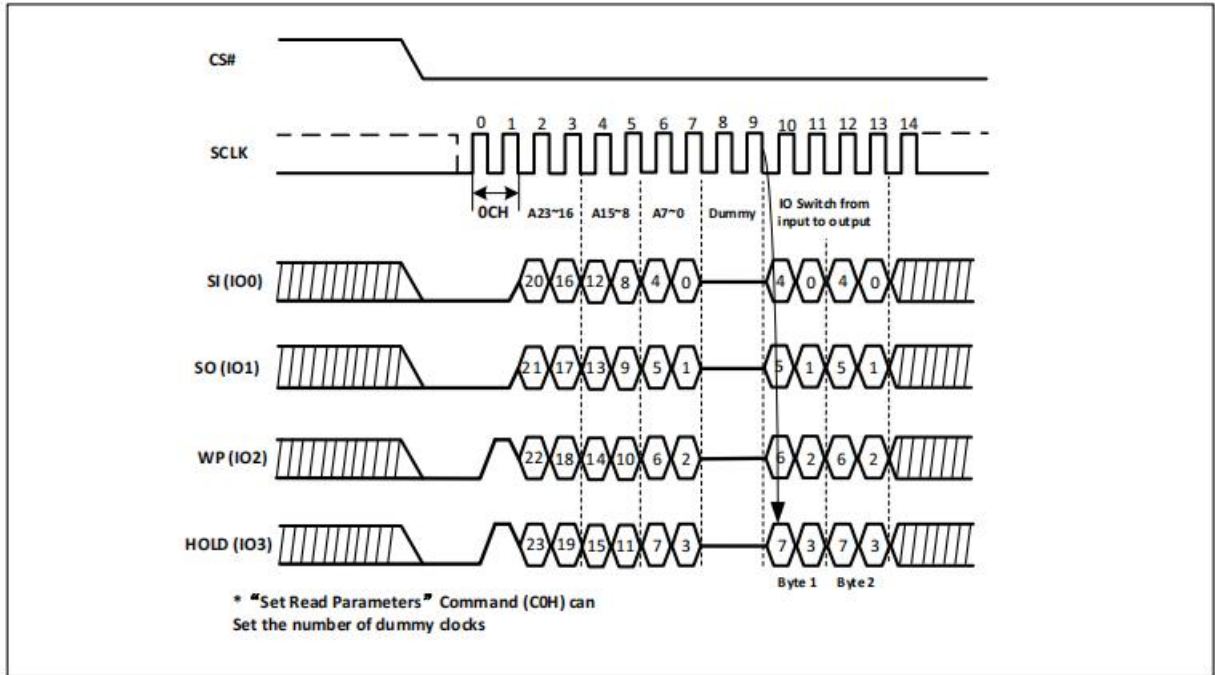 CS#
0 1 2 3 4 5 6 7 8 9 10 11 12 13 14
SCLK
0CH A23~16 A15~8 A7~0 Dummy IO Switch from
input to output
SI (IO0) 20 16 12 8 4 0 4 0 4 0
SO (IO1) 21 17 13 9 5 1 5 1 5 1
WP (IO2) 22 18 14 10 6 2 6 2 6 2
HOLD (IO3) 23 19 15 11 7 3 7 3 7 3
Byte 1 Byte 2
* “Set Read Parameters” Command (C0H) can
Set the number of dummy clocks